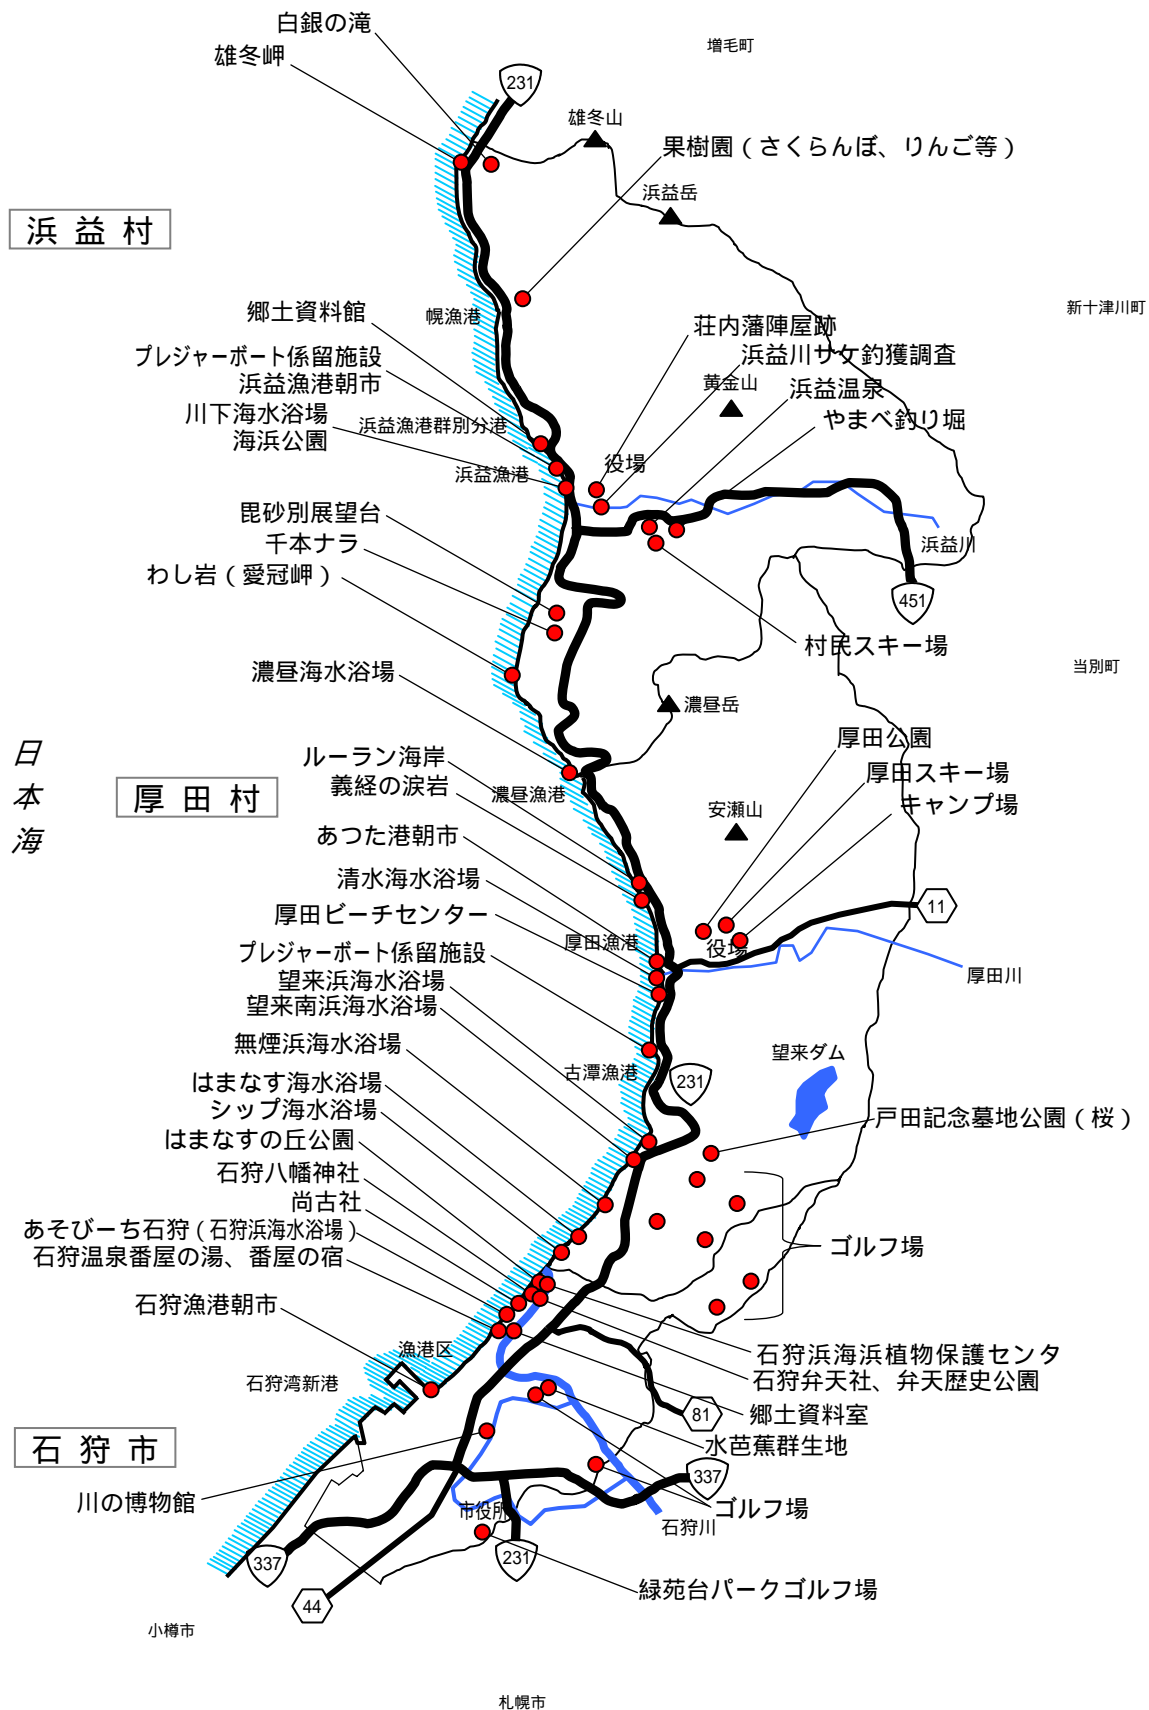 白銀の滝
雄冬岬
増毛町
231
雄冬山
果樹園（さくらんぼ、りんご等）
浜益岳
浜益村
新十津川町
郷土資料館
幌漁港
荘内藩陣屋跡
プレジャーボート係留施設
浜益川サケ釣獲調査
浜益漁港朝市
黄金山
浜益温泉
川下海水浴場
浜益漁港群別分港
やまべ釣り堀
海浜公園
浜益漁港
役場
毘砂別展望台
千本ナラ
浜益川
わし岩（愛冠岬）
451
村民スキー場
当別町
濃昼海水浴場
濃昼岳
日本海
ルーラン海岸
厚田公園
義経の涙岩
厚田スキー場
厚田村
濃昼漁港
キャンプ場
安瀬山
あつた港朝市
清水海水浴場
厚田ビーチセンター
11
厚田漁港
役場
プレジャーボート係留施設
厚田川
望来浜海水浴場
望来南浜海水浴場
無煙浜海水浴場
望来ダム
古潭漁港
231
はまなす海水浴場
シップ海水浴場
戸田記念墓地公園（桜）
はまなすの丘公園
石狩八幡神社
尚古社
あそびーち石狩（石狩浜海水浴場）
ゴルフ場
石狩温泉番屋の湯、番屋の宿
石狩漁港朝市
漁港区
石狩浜海浜植物保護センタ
石狩湾新港
石狩弁天社、弁天歴史公園
81
郷土資料室
石狩市
水芭蕉群生地
337
川の博物館
ゴルフ場
市役所
石狩川
337
231
緑苑台パークゴルフ場
44
小樽市
札幌市